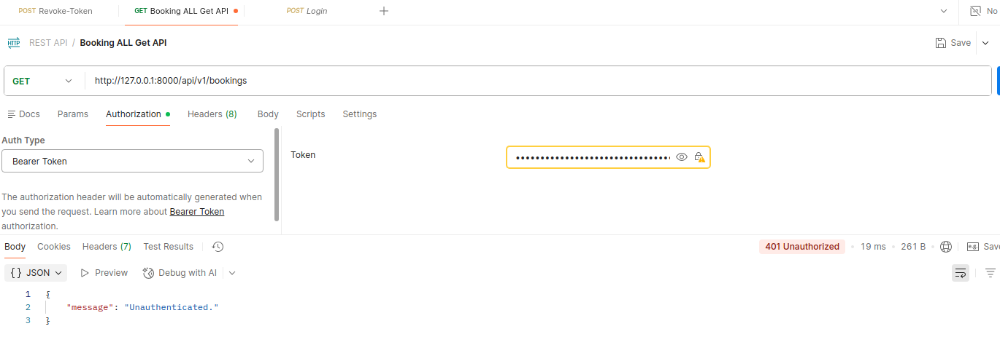 POST Revoke-Token GET Booking ALL Get API POST Login No
HTTP REST API / Booking ALL Get API Save
GET http://127.0.0.1:8000/api/v1/bookings
Docs Params Authorization Headers (8) Body Scripts Settings
Auth Type
Bearer Token
Token
The authorization header will be automatically generated when
you send the request. Learn more about Bearer Token
authorization.
Body Cookies Headers (7) Test Results 401 Unauthorized 19 ms 261 B e.g. Save
{} JSON Preview Debug with AI
1 {
2 "message": "Unauthenticated."
3 }